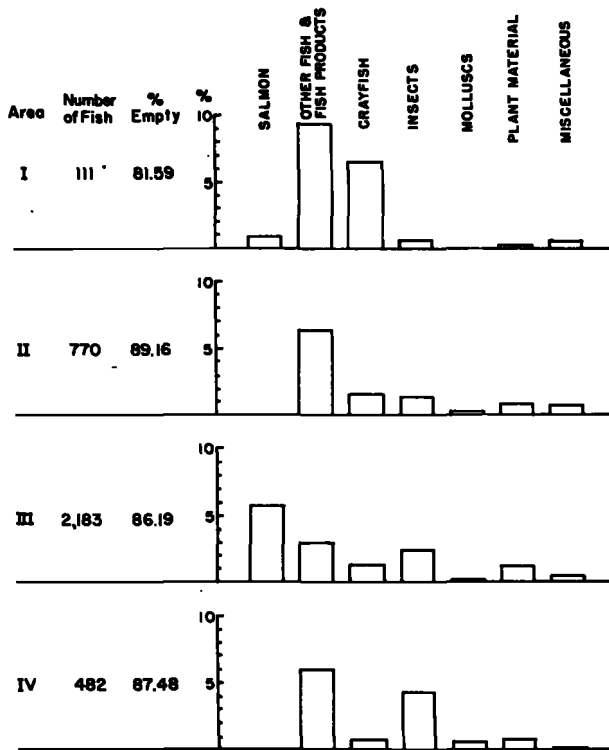 Area Number of Fish % Empty %
SALMON
OTHER FISH & FISH PRODUCTS
CRAYFISH
INSECTS
MOLLUSCS
PLANT MATERIAL
MISCELLANEOUS
10
I 111 81.59 5
10
II 770 89.16 5
10
III 2,183 86.19 5
10
IV 482 87.48 5